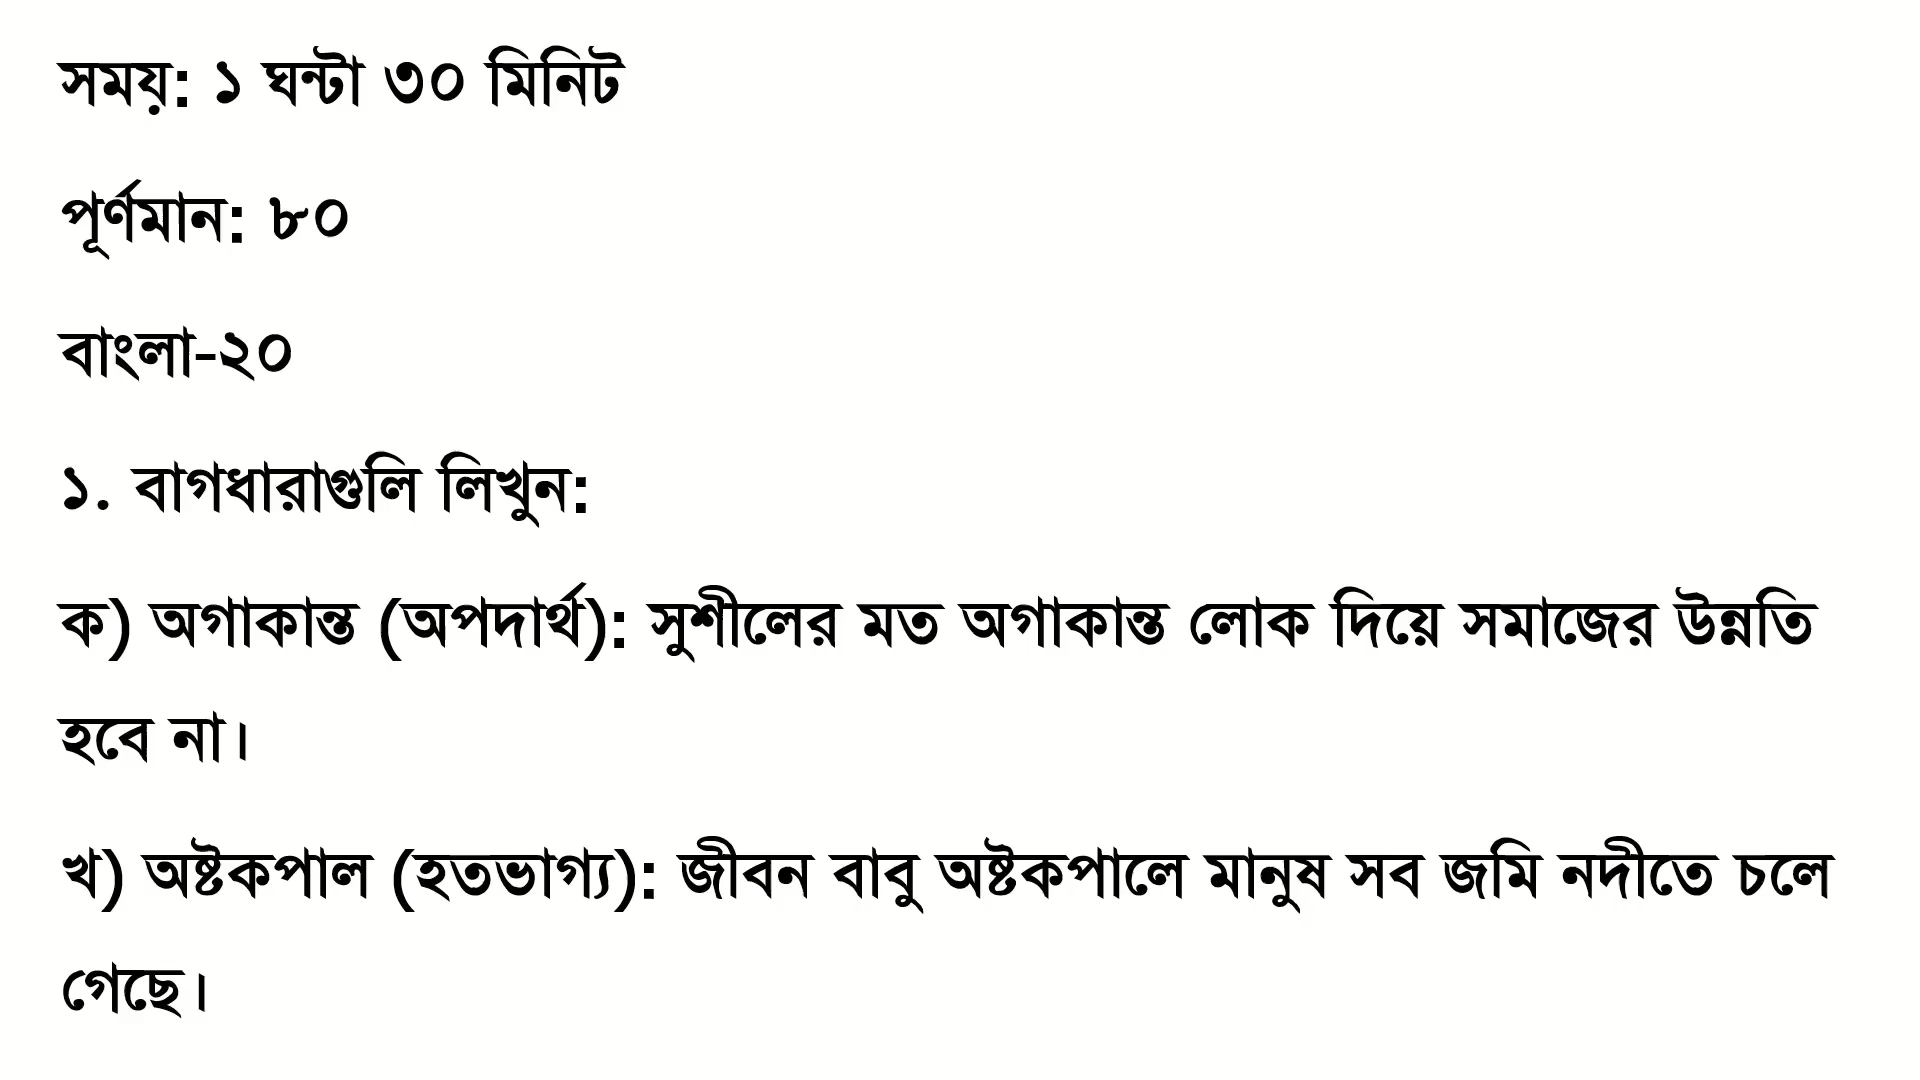 সময়: ১ ঘন্টা ৩০ মিনিট
পূর্ণমান: ৮০
বাংলা-২০
১. বাগধারাগুলি লিখুন:
ক) অগাকান্ত (অপদার্থ): সুশীলের মত অগাকান্ত লোক দিয়ে সমাজের উন্নতি
হবে না।
খ) অষ্টকপাল (হতভাগ্য): জীবন বাবু অষ্টকপালে মানুষ সব জমি নদীতে চলে
গেছে।